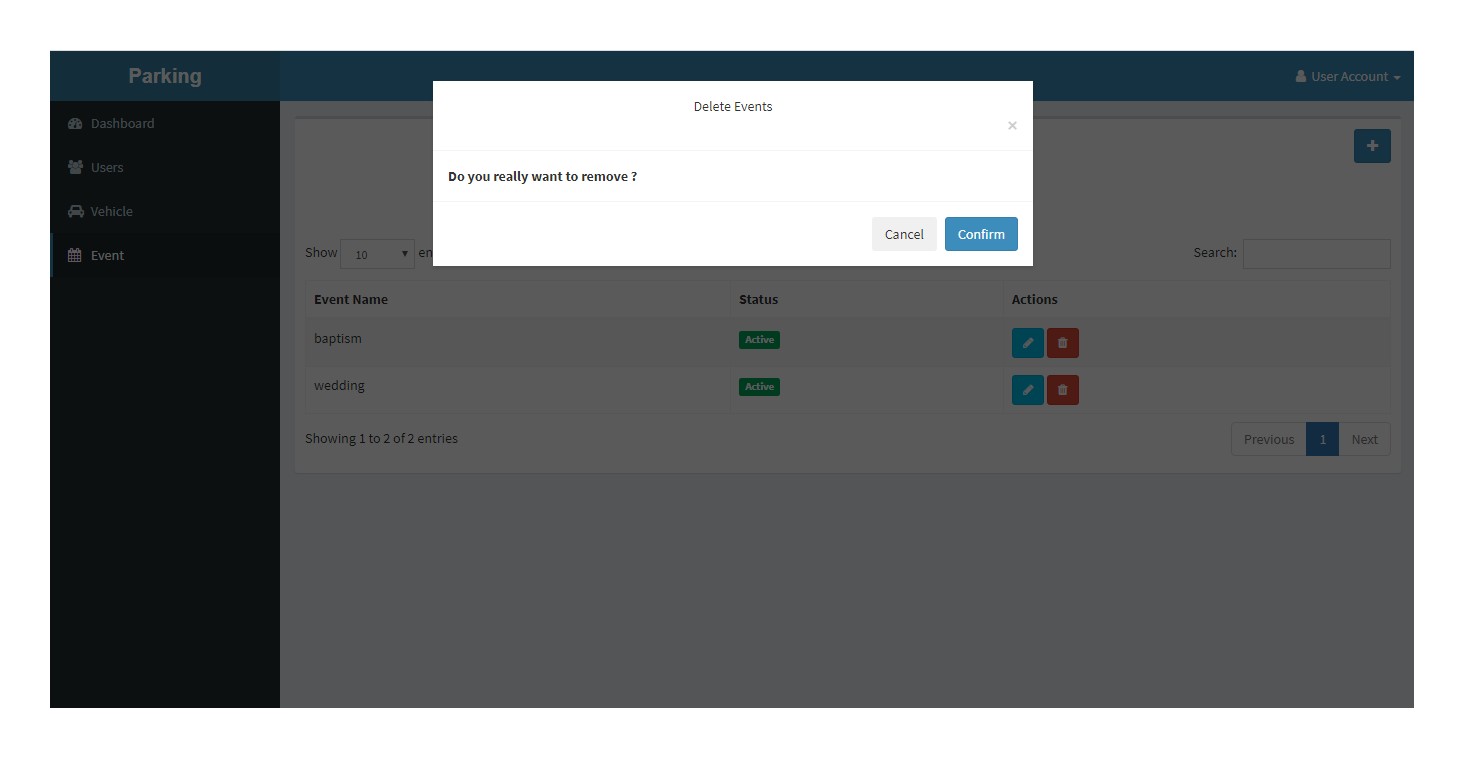 Parking
User Account
Delete Events
×
Dashboard
Users
Vehicle
Event
Do you really want to remove ?
Cancel Confirm
Show 10 en
Search:
Event Name Status Actions
baptism Active
wedding Active
Showing 1 to 2 of 2 entries
Previous 1 Next